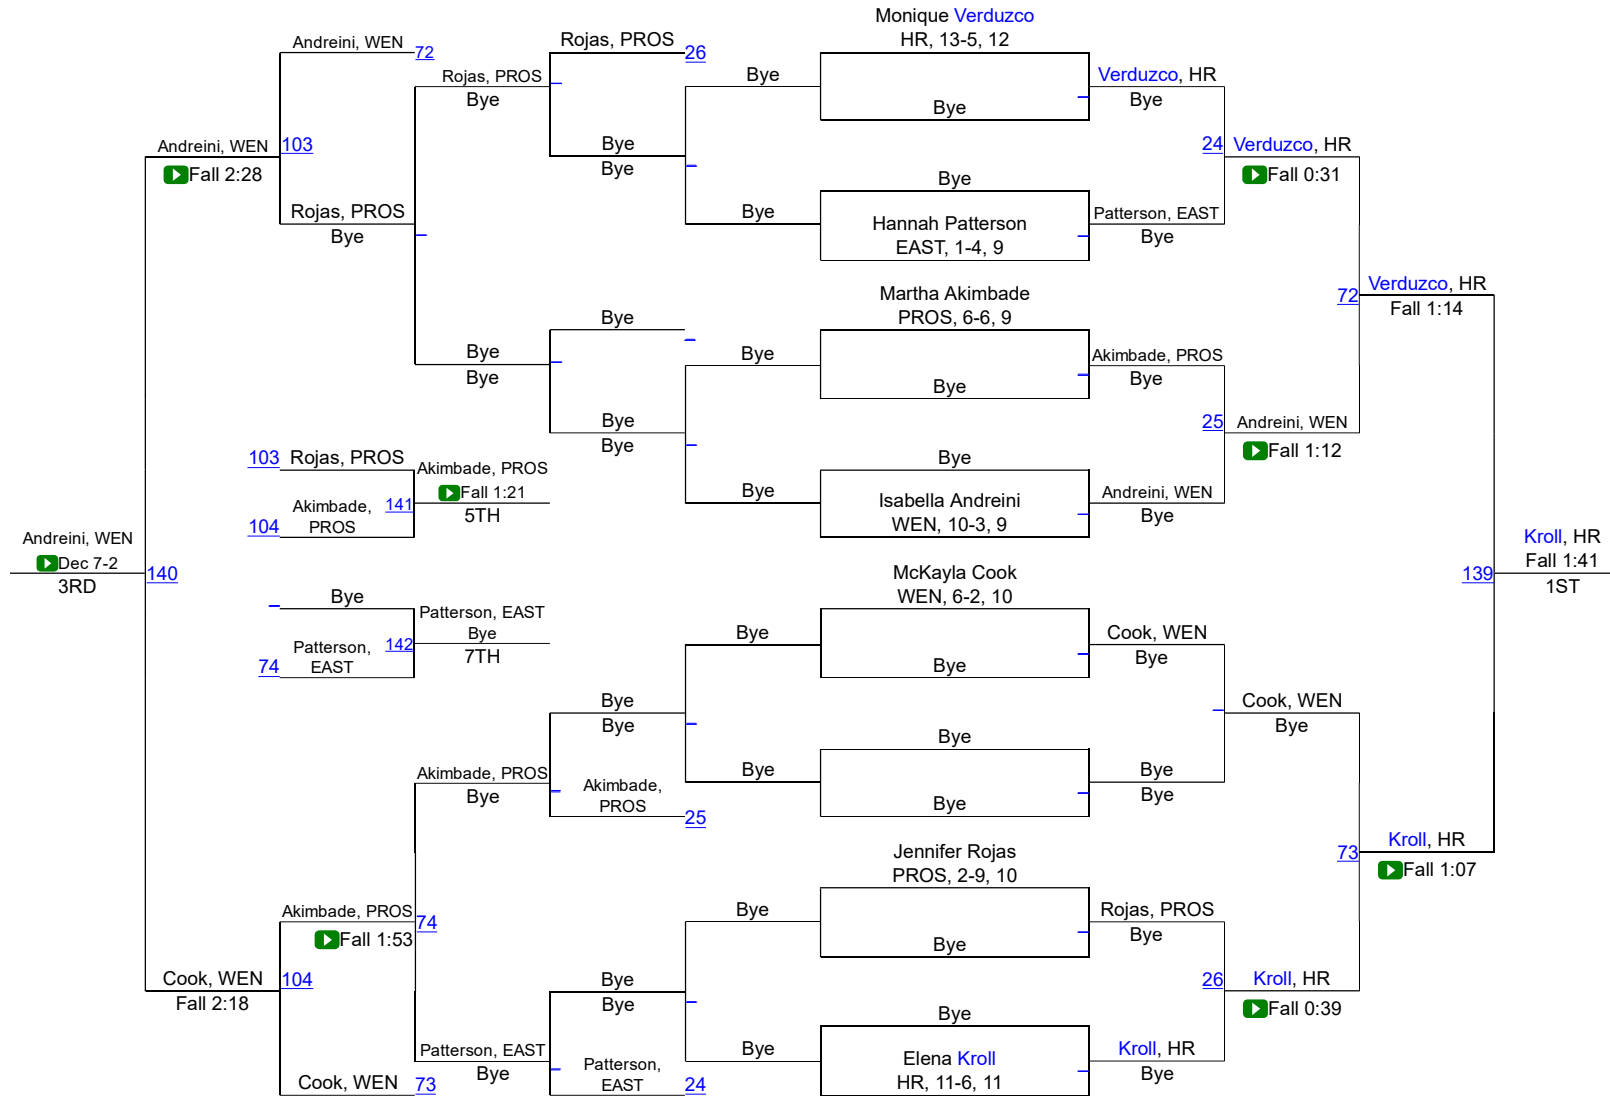 Monique Verduzco
HR, 13-5, 12
Andreini, WEN
72
Rojas, PROS
26
Rojas, PROS
Bye
Bye
Bye
Verduzco, HR
Bye
Andreini, WEN
Fall 2:28
103
Bye
Bye
24
Verduzco, HR
Fall 0:31
Rojas, PROS
Bye
Bye
Bye
Hannah Patterson
EAST, 1-4, 9
Patterson, EAST
Bye
72
Verduzco, HR
Fall 1:14
Martha Akimbade
PROS, 6-6, 9
Bye
Bye
Bye
Bye
Bye
Akimbade, PROS
Bye
Bye
Bye
25
Andreini, WEN
Fall 1:12
103
Rojas, PROS
Akimbade, PROS
Fall 1:21
5TH
141
104
Akimbade,
PROS
Bye
Bye
Isabella Andreini
WEN, 10-3, 9
Andreini, WEN
Bye
Andreini, WEN
Dec 7-2
3RD
140
139
Kroll, HR
Fall 1:41
1ST
McKayla Cook
WEN, 6-2, 10
Bye
Patterson, EAST
Bye
7TH
142
74
Patterson,
EAST
Bye
Bye
Cook, WEN
Bye
Bye
Bye
Cook, WEN
Bye
Akimbade, PROS
Bye
Akimbade,
PROS
25
Bye
Bye
Bye
Bye
Bye
73
Kroll, HR
Fall 1:07
Jennifer Rojas
PROS, 2-9, 10
Akimbade, PROS
Fall 1:53
74
Bye
Bye
Rojas, PROS
Bye
Cook, WEN
Fall 2:18
104
Bye
Bye
26
Kroll, HR
Fall 0:39
Patterson, EAST
Bye
Patterson,
EAST
24
Bye
Bye
Elena Kroll
HR, 11-6, 11
Kroll, HR
Bye
Cook, WEN
73